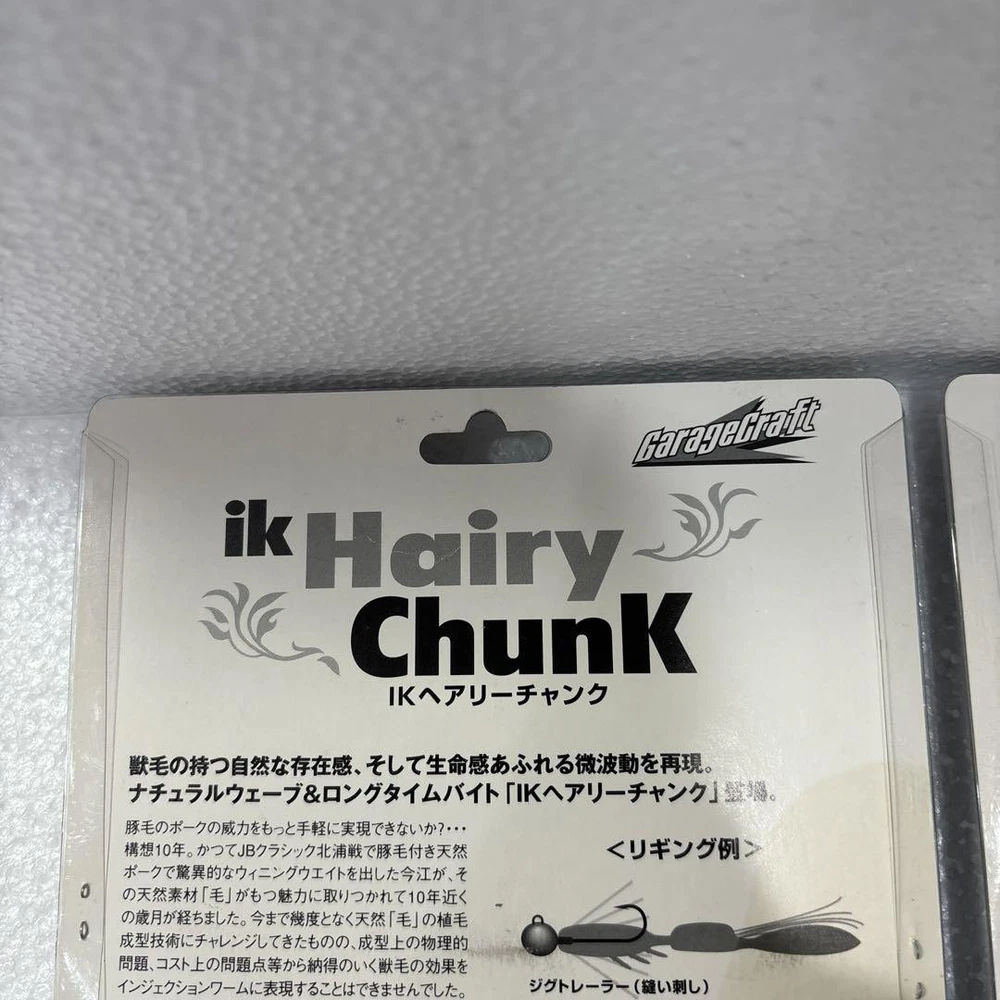 GarageCraft
ik Hairy
Chunk
IKヘアリーチャンク
獣毛の持つ自然な存在感、そして生命感あふれる微波動を再現。
ナチュラルウェーブ&ロングタイムバイト「IKヘアリーチャンク」登場。
豚毛のポークの威力をもっと手軽に実現できないか?・・・
構想10年。かつてJBクラシック北浦戦で豚毛付き天然
ポークで驚異的なウィニングウエイトを出した今江が、そ
の天然素材「毛」がもつ魅力に取りつかれて10年近く
の歳月が経ちました。今まで幾度となく天然「毛」の植毛
成型技術にチャレンジしてきたものの、成型上の物理的
問題、コスト上の問題点等から納得のいく獣毛の効果を
インジェクションワームに表現することはできませんでした。
<リギング例>
ジグトレーラー(縫い刺し)